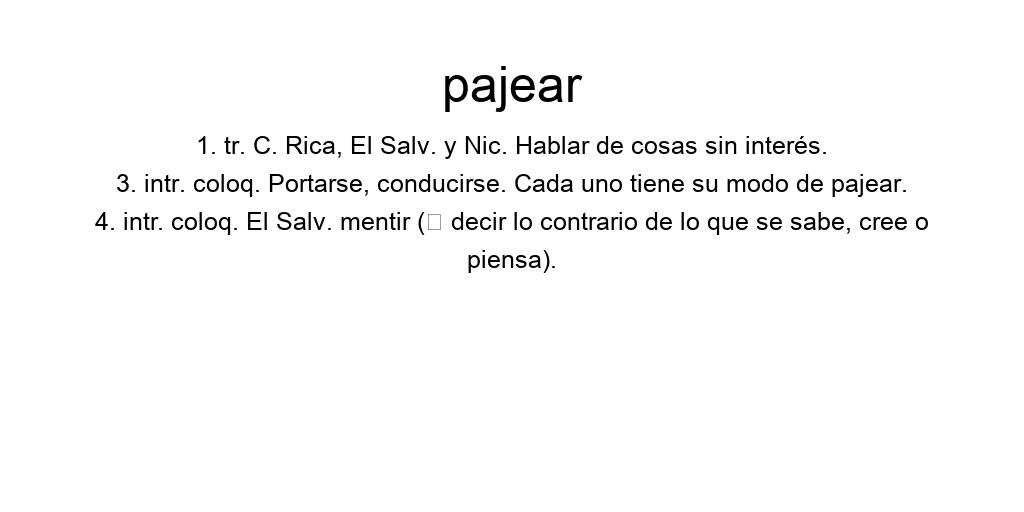 pajear
1. tr. C. Rica, El Salv. y Nic. Hablar de cosas sin interés.
3. intr. coloq. Portarse, conducirse. Cada uno tiene su modo de pajear.
4. intr. coloq. El Salv. mentir (□ decir lo contrario de lo que se sabe, cree o
piensa).